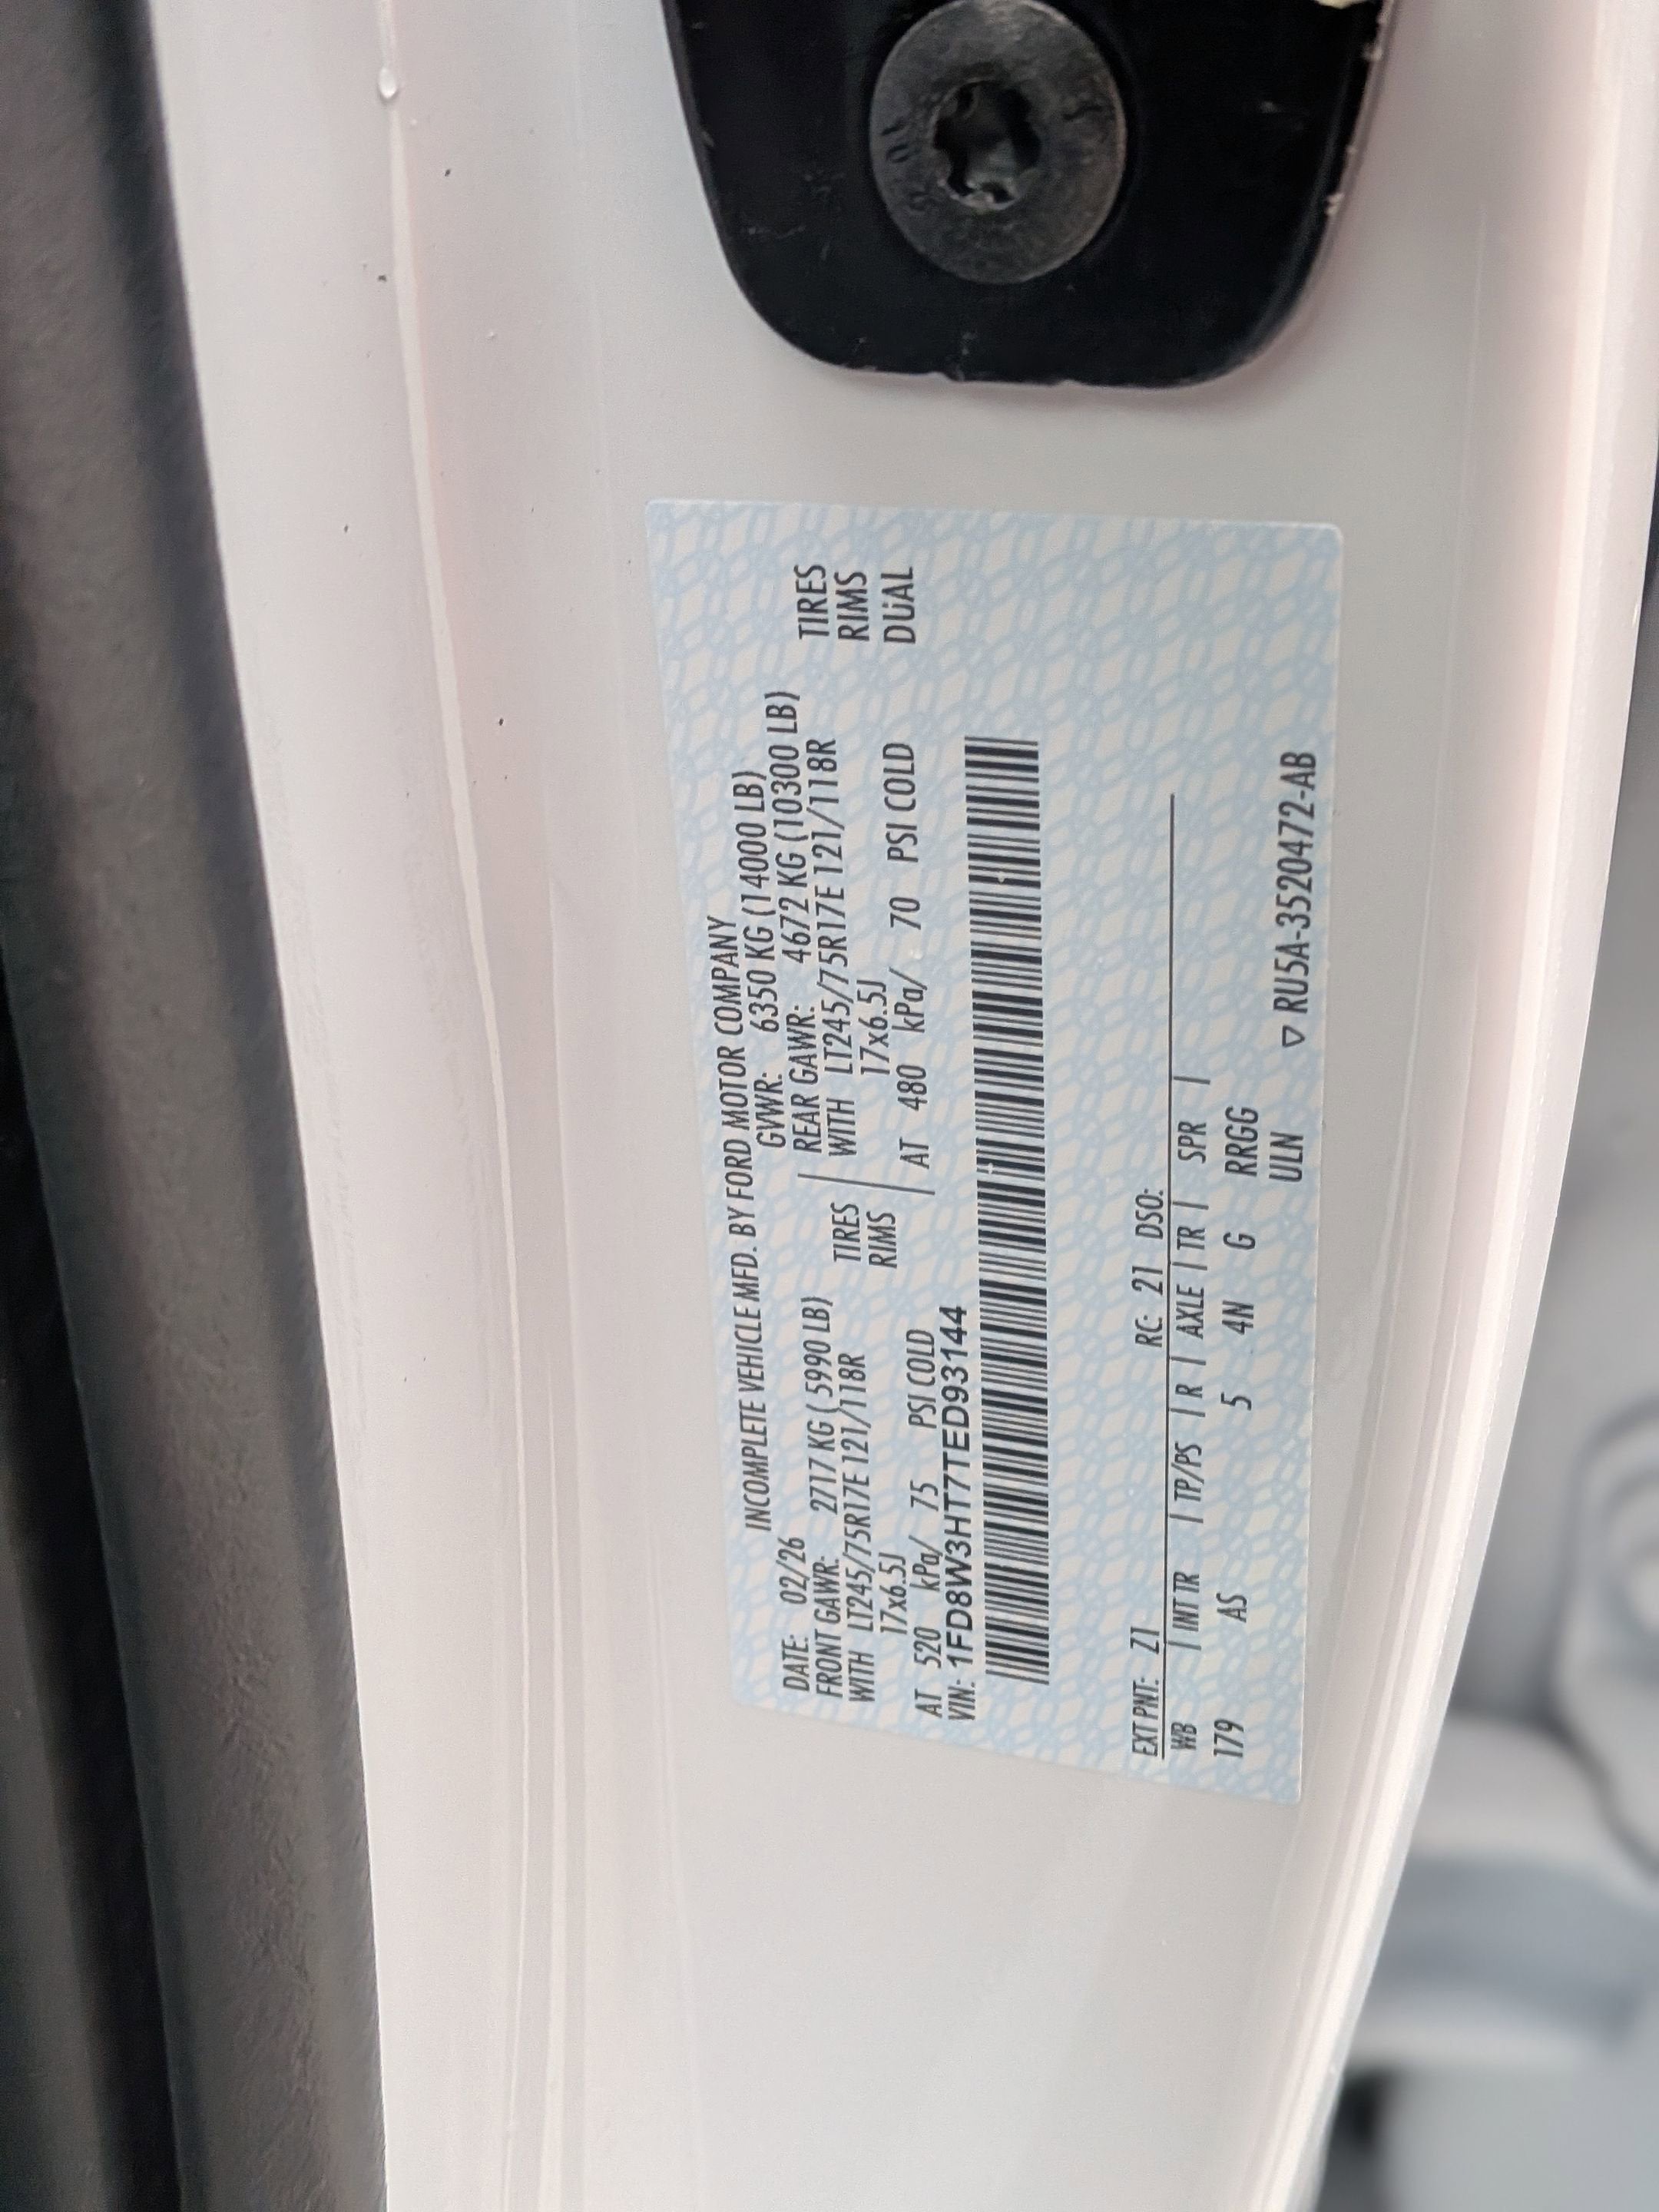 INCOMPLETE VEHICLE MFD. BY FORD MOTOR COMPANY
DATE: 02/26 GVWR: 6350 KG (14000 LB)
FRONT GAWR: 2717 KG ( 5990 LB) REAR GAWR: 4672 KG (10300 LB)
WITH LT245/75R17E 121/118R TIRES WITH LT245/75R17E 121/118R TIRES
17x6.5J RIMS 17x6.5J RIMS
AT 520 kPa/ 75 PSI COLD AT 480 kPa/ 70 PSI COLD DUAL
VIN: 1FD8W3HT7TED93144
EXT PNT: Z1 RC: 21 DSO:
WB | INT TR | TP/PS | R | AXLE | TR | SPR |
179 AS 5 4N G RRGG
ULN ▽ RU5A-3520472-AB